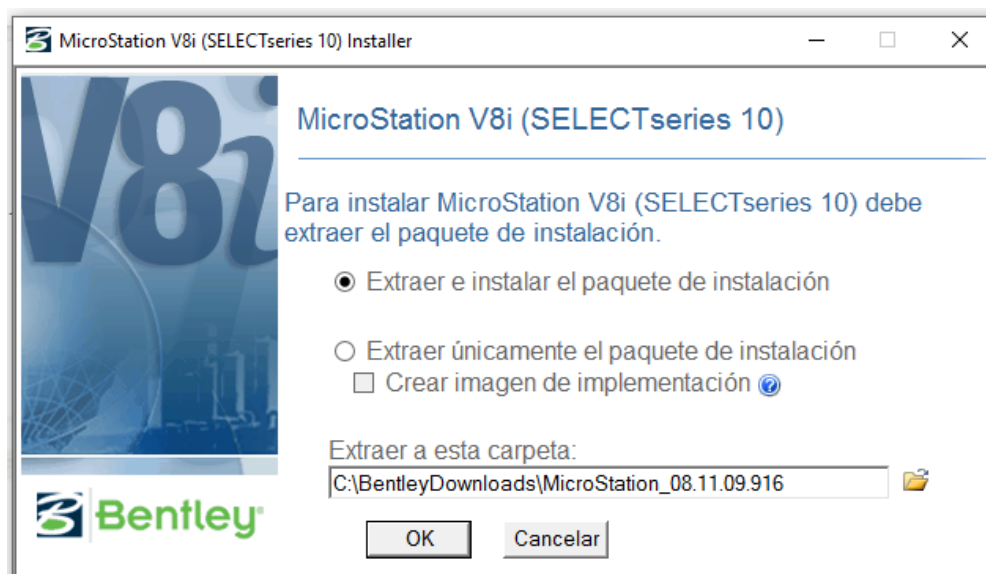 MicroStation V8i (SELECTseries 10) Installer
V8i
MicroStation V8i (SELECTseries 10)
Para instalar MicroStation V8i (SELECTseries 10) debe
extraer el paquete de instalación.
Extraer e instalar el paquete de instalación
Extraer únicamente el paquete de instalación
Crear imagen de implementación
Extraer a esta carpeta:
C:\BentleyDownloads\MicroStation_08.11.09.916
Bentley
OK
Cancelar